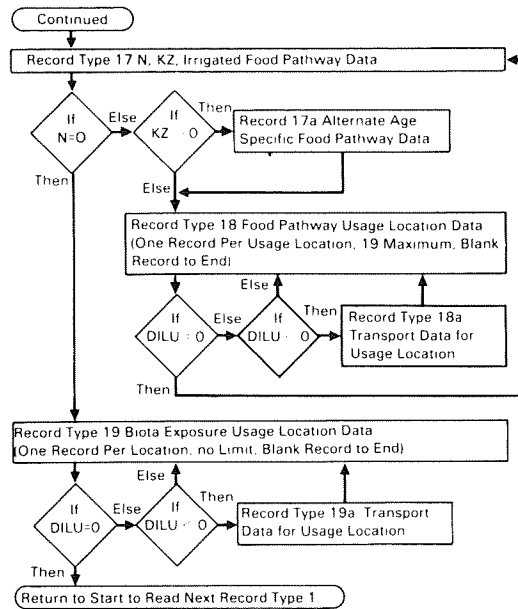 Continued
Record Type 17 N, KZ, Irrigated Food Pathway Data
If
N=O
Else
If
KZ 0
Then
Record 17a Alternate Age
Specific Food Pathway Data
Then
Else
Record Type 18 Food Pathway Usage Location Data
(One Record Per Usage Location, 19 Maximum, Blank
Record to End)
Else
If
DILU = 0
Else
If
DILU 0
Then
Record Type 18a
Transport Data for
Usage Location
Then
Record Type 19 Biota Exposure Usage Location Data
(One Record Per Location, no Limit, Blank Record to End)
Else
If
DILU=0
Else
If
DILU < 0
Then
Record Type 19a Transport
Data for Usage Location
Then
Return to Start to Read Next Record Type 1